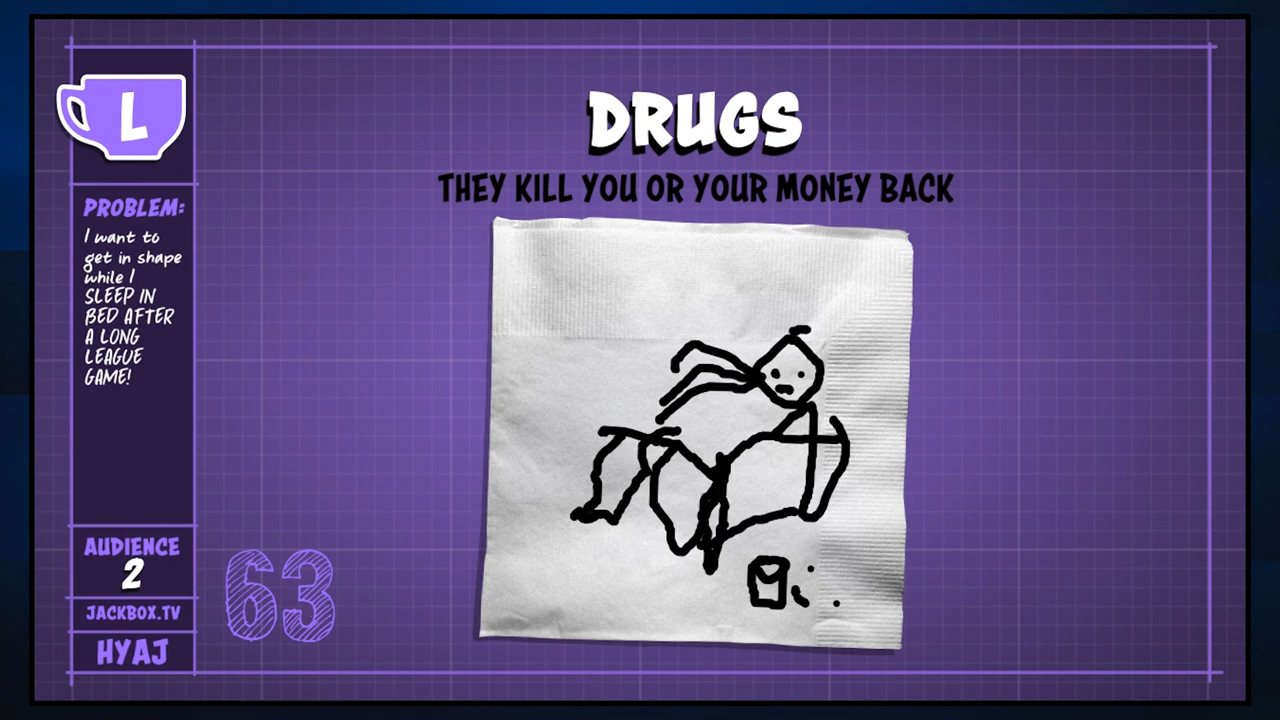 L
DRUGS
THEY KILL YOU OR YOUR MONEY BACK
PROBLEM:
I want to
get in shape
while I
SLEEP IN
BED AFTER
A LONG
LEAGUE
GAME!
AUDIENCE
2
JACKBOX.TV
HYAJ
63